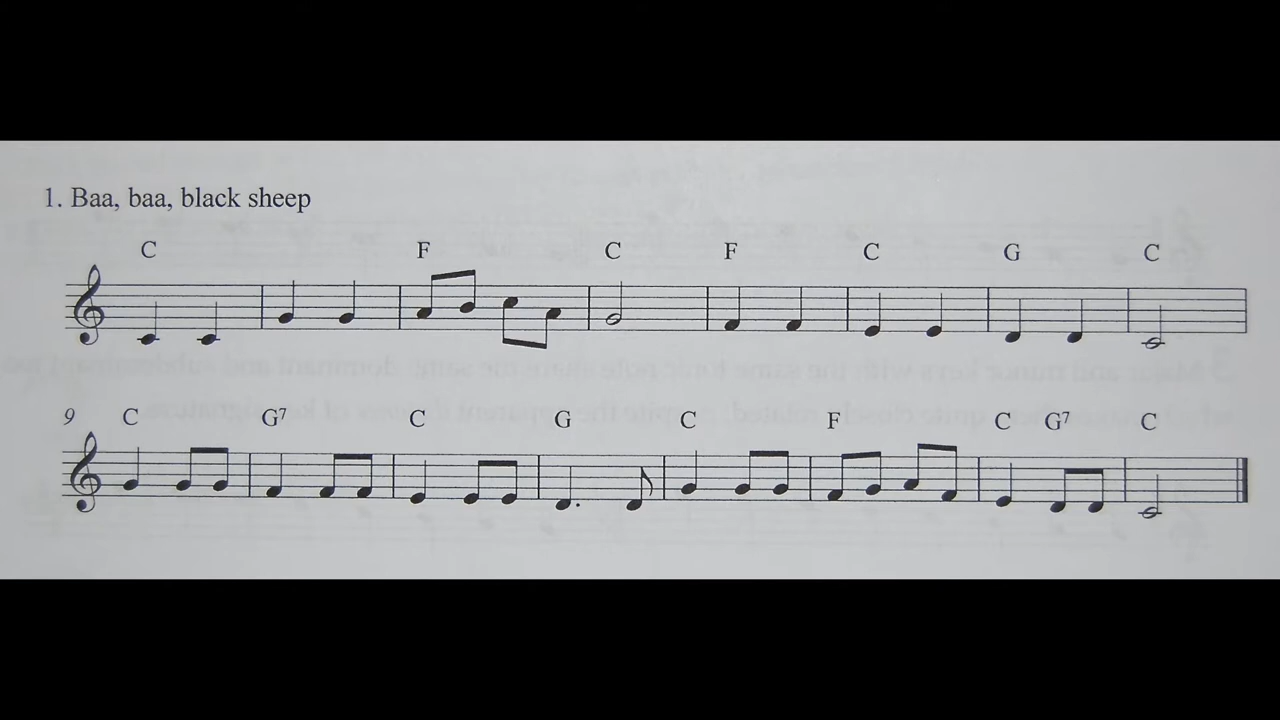 1. Baa, baa, black sheep
C F C F C G C
9 C G7 C G C F C G7 C